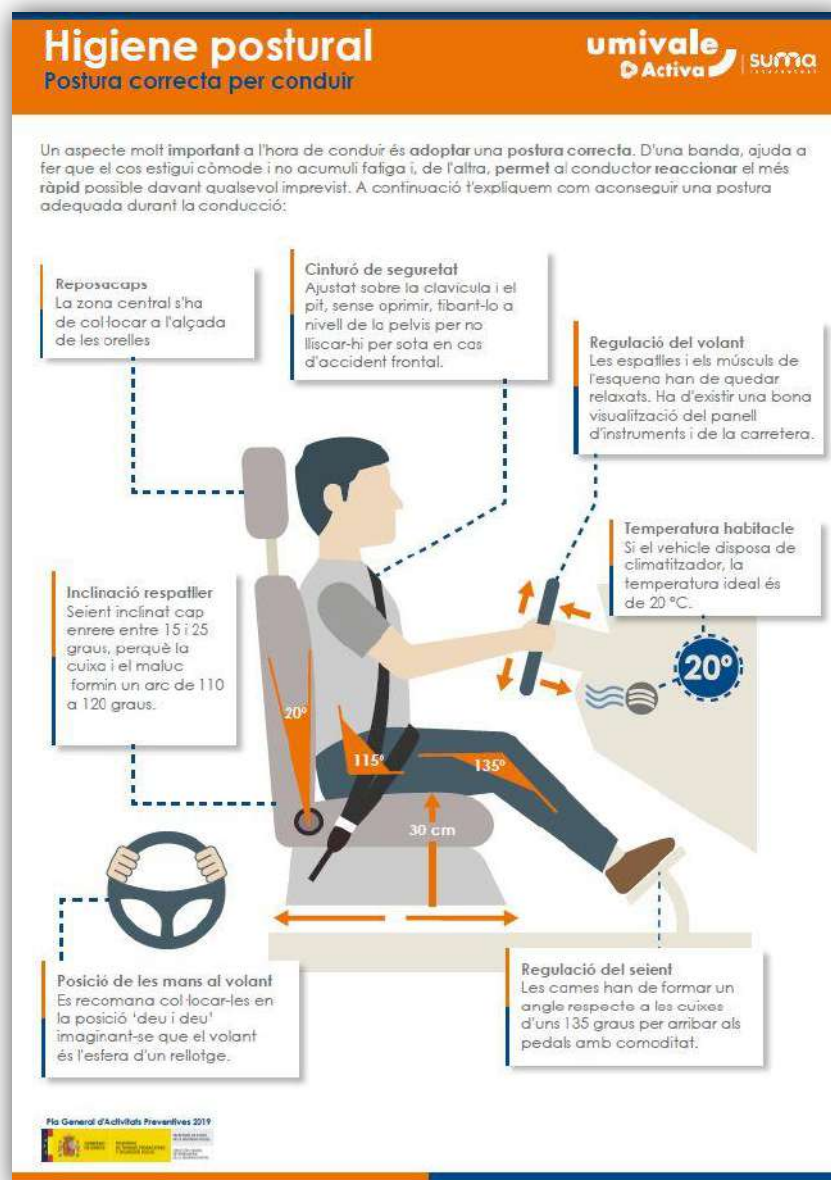 Higiene postural
Postura correcta per conduir
umivale
Activa
suma
Un aspecte molt important a l'hora de conduir és adoptar una postura correcta. D'una banda, ajuda a
fer que el cos estigui còmode i no acumuli fatiga i, de l'altra, permet al conductor reaccionar el més
ràpid possible davant qualsevol imprevist. A continuació t'expliquem com aconseguir una postura
adequada durant la conducció:
Reposacaps
La zona central s'ha
de col·locar a l'alçada
de les orelles
Cinturó de seguretat
Ajustat sobre la clavícula i el
pit, sense oprimir, tibant-lo a
nivell de la pelvis per no
lliscar-hi per sota en cas
d'accident frontal.
Regulació del volant
Les espatlles i els músculs de
l'esquena han de quedar
relaxats. Ha d'existir una bona
visualització del panell
d'instruments i de la carretera.
Temperatura habitacle
Si el vehicle disposa de
climatitzador, la
temperatura ideal és
de 20 ºC.
20º
Inclinació respatller
Seient inclinat cap
enrere entre 15 i 25
graus, perquè la
cuixa i el maluc
formin un arc de 110
a 120 graus.
20º
115º
135º
30 cm
Posició de les mans al volant
Es recomana col·locar-les en
la posició 'deu i deu'
imaginant-se que el volant
és l'esfera d'un rellotge.
Regulació del seient
Les cames han de formar un
angle respecte a les cuixes
d'uns 135 graus per arribar als
pedals amb comoditat.
Pla General d'Activitats Preventives 2019